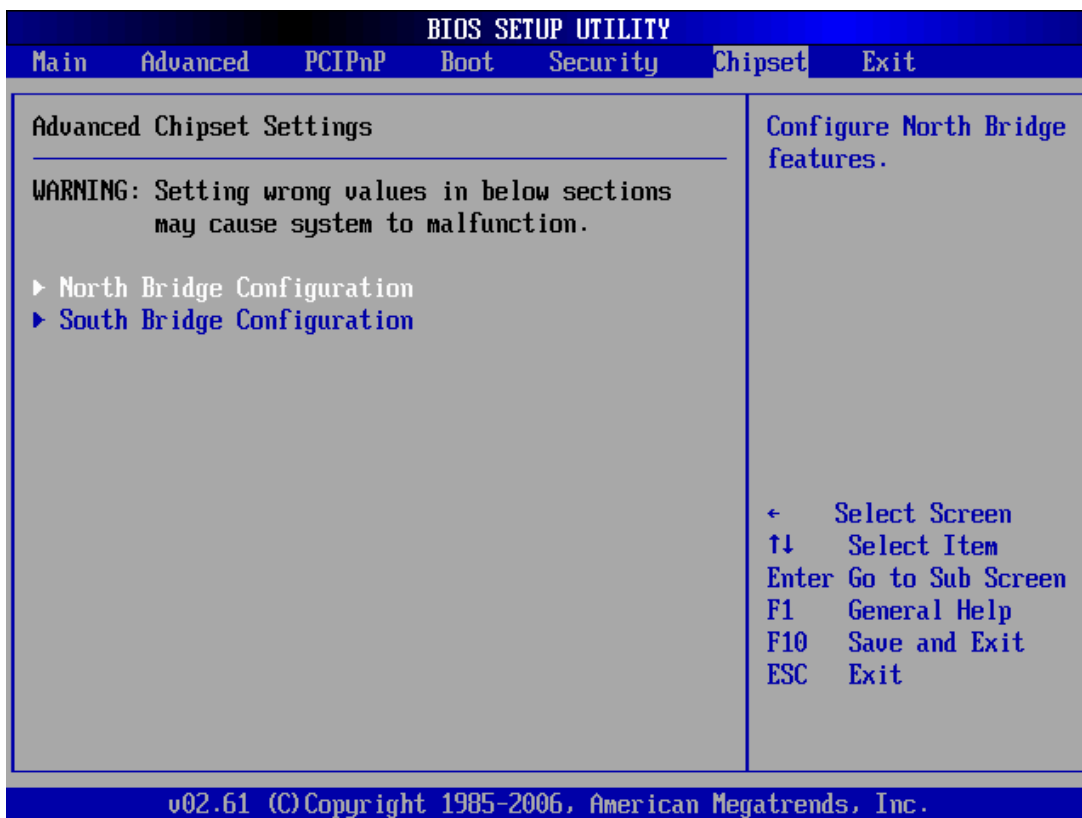 BIOS SETUP UTILITY
Main Advanced PCIPnP Boot Security Chipset Exit
Advanced Chipset Settings
WARNING: Setting wrong values in below sections
may cause system to malfunction.
▶ North Bridge Configuration
▶ South Bridge Configuration
Configure North Bridge
features.
← Select Screen
↑↓ Select Item
Enter Go to Sub Screen
F1 General Help
F10 Save and Exit
ESC Exit
v02.61 (C)Copyright 1985-2006, American Megatrends, Inc.